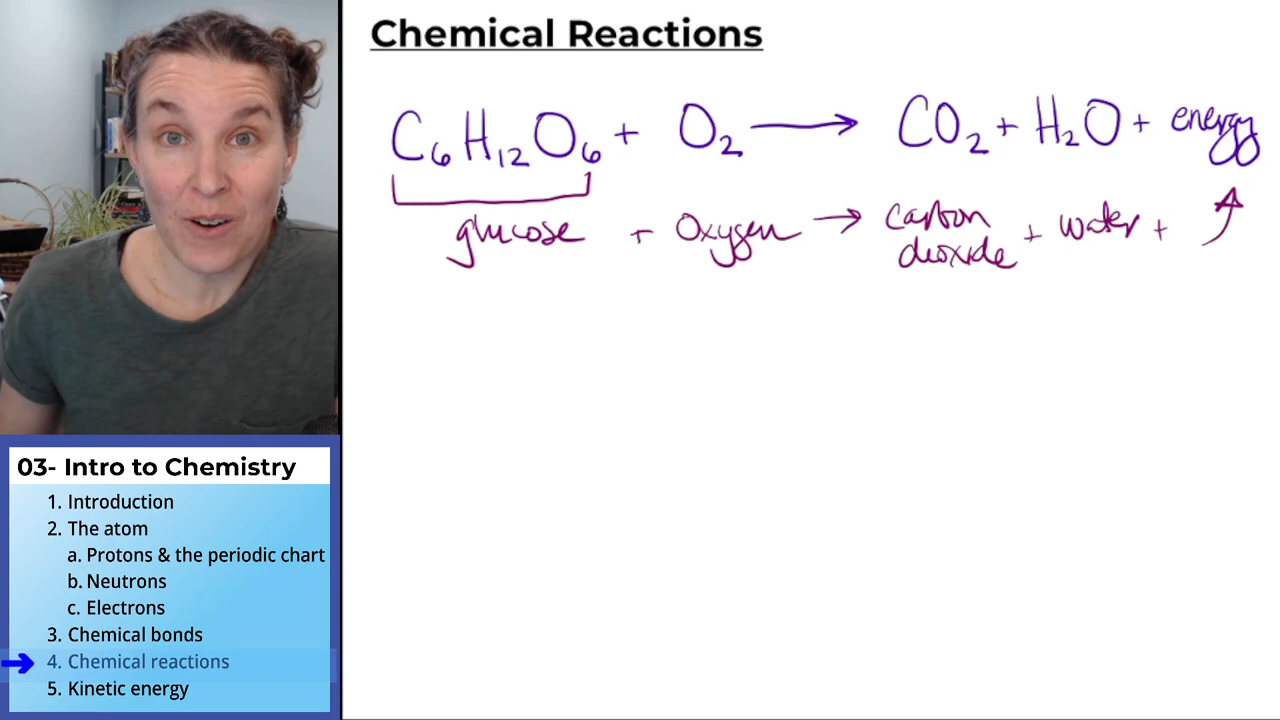 Chemical Reactions
C₆H₁₂O₆ + O₂ → CO₂ + H₂O + energy
glucose + oxygen → carbon dioxide + water +
03- Intro to Chemistry
1. Introduction
2. The atom
a. Protons & the periodic chart
b. Neutrons
c. Electrons
3. Chemical bonds
4. Chemical reactions
5. Kinetic energy